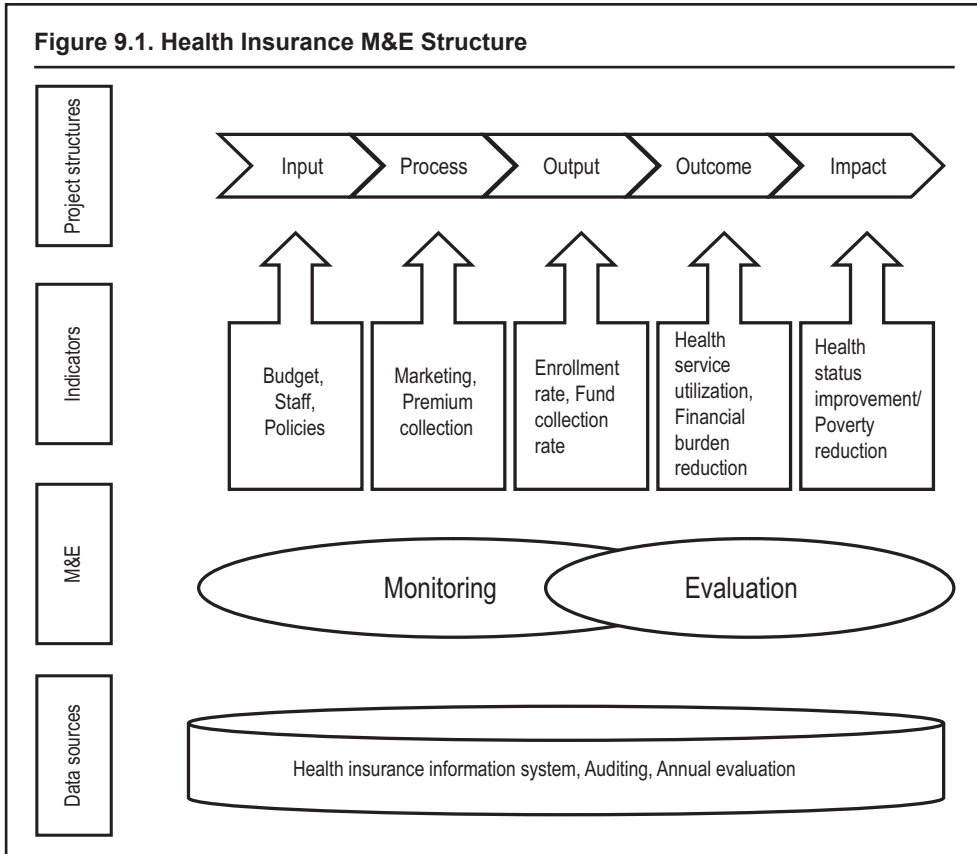 Figure 9.1. Health Insurance M&E Structure
Project structures
Input
Process
Output
Outcome
Impact
Indicators
Budget,
Staff,
Policies
Marketing,
Premium
collection
Enrollment
rate, Fund
collection
rate
Health
service
utilization,
Financial
burden
reduction
Health
status
improvement/
Poverty
reduction
M&E
Monitoring
Evaluation
Data sources
Health insurance information system, Auditing, Annual evaluation